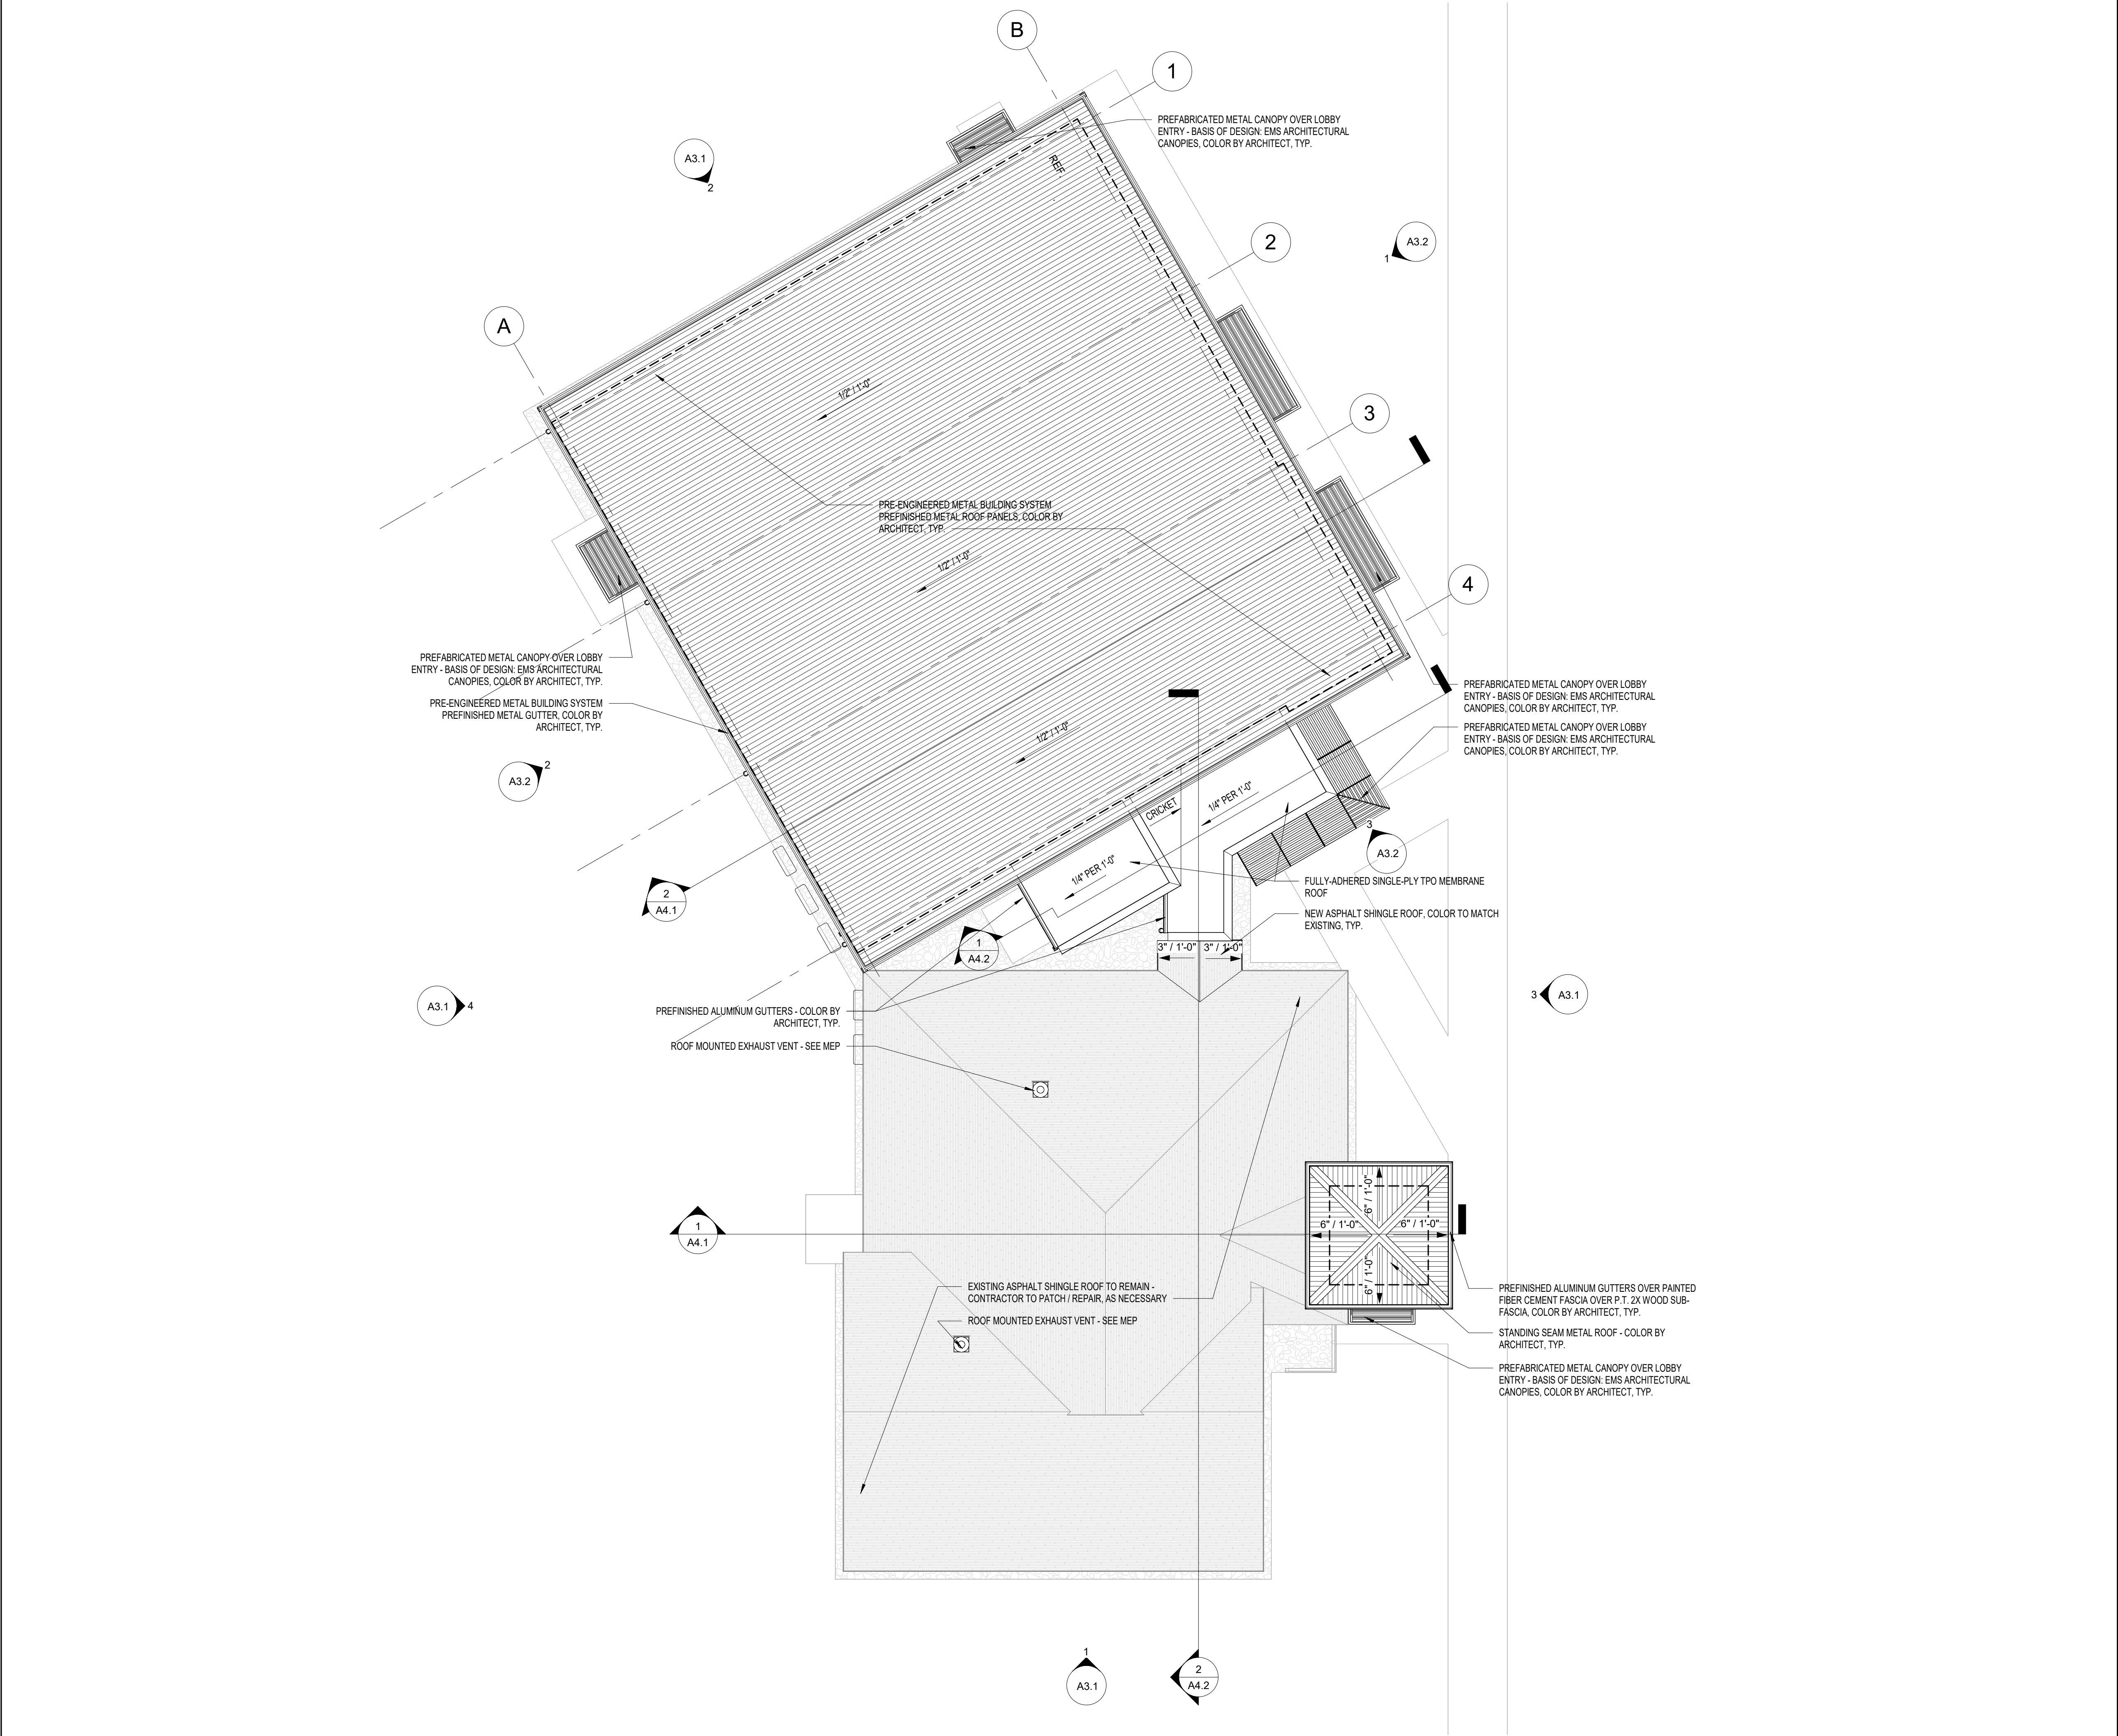 B
1
PREFABRICATED METAL CANOPY OVER LOBBY
ENTRY - BASIS OF DESIGN: EMS ARCHITECTURAL
CANOPIES, COLOR BY ARCHITECT, TYP.
A3.1
2
REF.
2
A3.2
1
A
1/2" / 1'-0"
3
PRE-ENGINEERED METAL BUILDING SYSTEM
PREFINISHED METAL ROOF PANELS, COLOR BY
ARCHITECT, TYP.
1/2" / 1'-0"
4
PREFABRICATED METAL CANOPY OVER LOBBY
ENTRY - BASIS OF DESIGN: EMS ARCHITECTURAL
CANOPIES, COLOR BY ARCHITECT, TYP.
PRE-ENGINEERED METAL BUILDING SYSTEM
PREFINISHED METAL GUTTER, COLOR BY
ARCHITECT, TYP.
PREFABRICATED METAL CANOPY OVER LOBBY
ENTRY - BASIS OF DESIGN: EMS ARCHITECTURAL
CANOPIES, COLOR BY ARCHITECT, TYP.
PREFABRICATED METAL CANOPY OVER LOBBY
ENTRY - BASIS OF DESIGN: EMS ARCHITECTURAL
CANOPIES, COLOR BY ARCHITECT, TYP.
1/2" / 1'-0"
A3.2
2
CRICKET
1/4" PER 1'-0"
3
A3.2
1/4" PER 1'-0"
FULLY-ADHERED SINGLE-PLY TPO MEMBRANE
ROOF
2
A4.1
NEW ASPHALT SHINGLE ROOF, COLOR TO MATCH
EXISTING, TYP.
1
A4.2
3" / 1'-0"
3" / 1'-0"
A3.1
4
3
A3.1
PREFINISHED ALUMINUM GUTTERS - COLOR BY
ARCHITECT, TYP.
ROOF MOUNTED EXHAUST VENT - SEE MEP
1
A4.1
6" / 1'-0"
6" / 1'-0"
6" / 1'-0"
6" / 1'-0"
EXISTING ASPHALT SHINGLE ROOF TO REMAIN -
CONTRACTOR TO PATCH / REPAIR, AS NECESSARY
ROOF MOUNTED EXHAUST VENT - SEE MEP
PREFINISHED ALUMINUM GUTTERS OVER PAINTED
FIBER CEMENT FASCIA OVER P.T. 2X WOOD SUB-
FASCIA, COLOR BY ARCHITECT, TYP.
STANDING SEAM METAL ROOF - COLOR BY
ARCHITECT, TYP.
PREFABRICATED METAL CANOPY OVER LOBBY
ENTRY - BASIS OF DESIGN: EMS ARCHITECTURAL
CANOPIES, COLOR BY ARCHITECT, TYP.
1
A3.1
2
A4.2